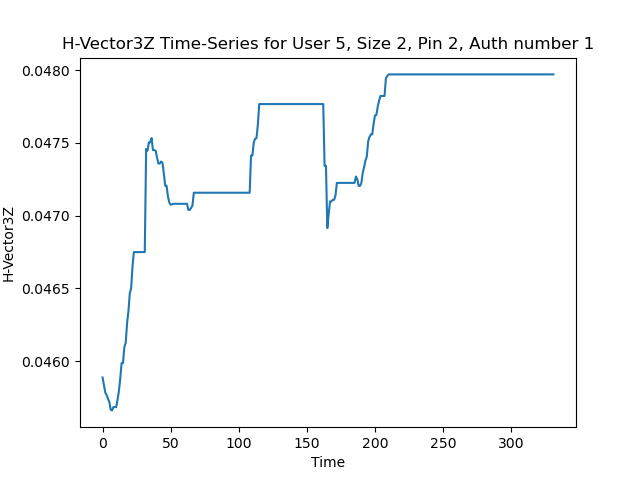 H-Vector3Z Time-Series for User 5, Size 2, Pin 2, Auth number 1
0.0480
0.0475
0.0470
0.0465
0.0460
H-Vector3Z
0 50 100 150 200 250 300
Time